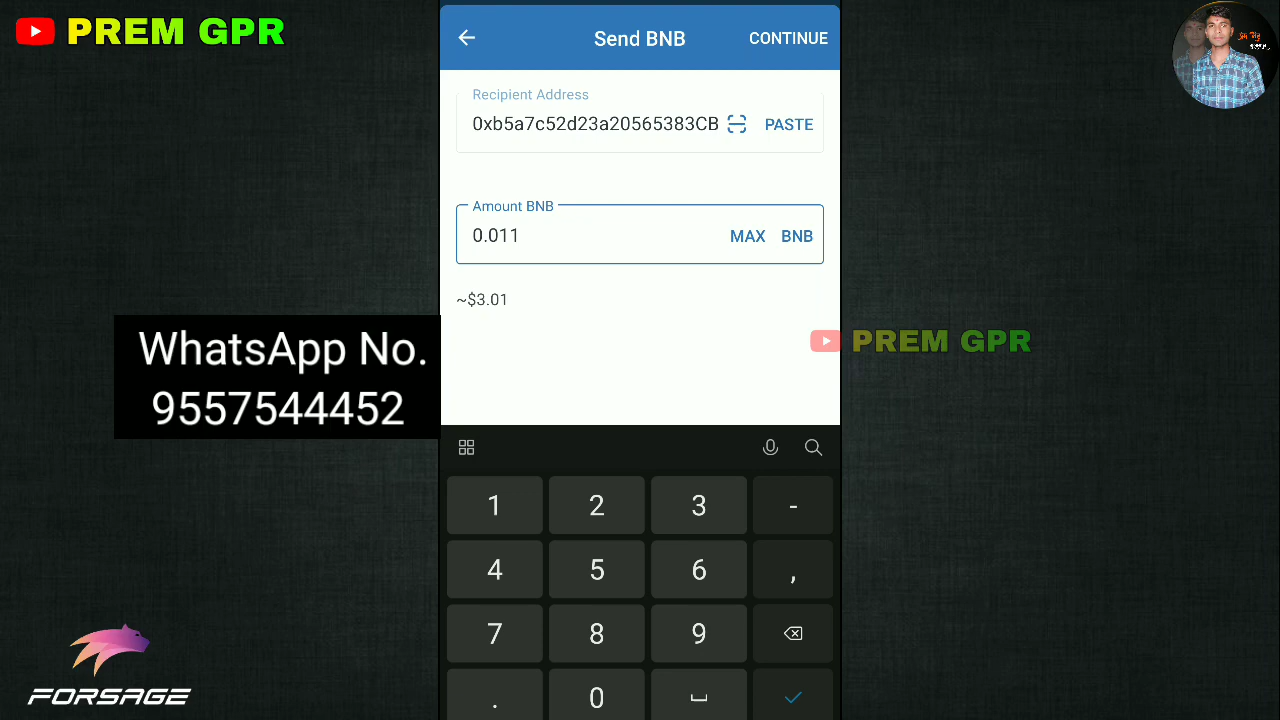 PREM GPR
Send BNB
CONTINUE
Recipient Address
0xb5a7c52d23a20565383CB
PASTE
Amount BNB
0.011
MAX
BNB
~$3.01
PREM GPR
WhatsApp No.
9557544452
1 2 3 -
4 5 6 ,
7 8 9
. 0
FORSAGE